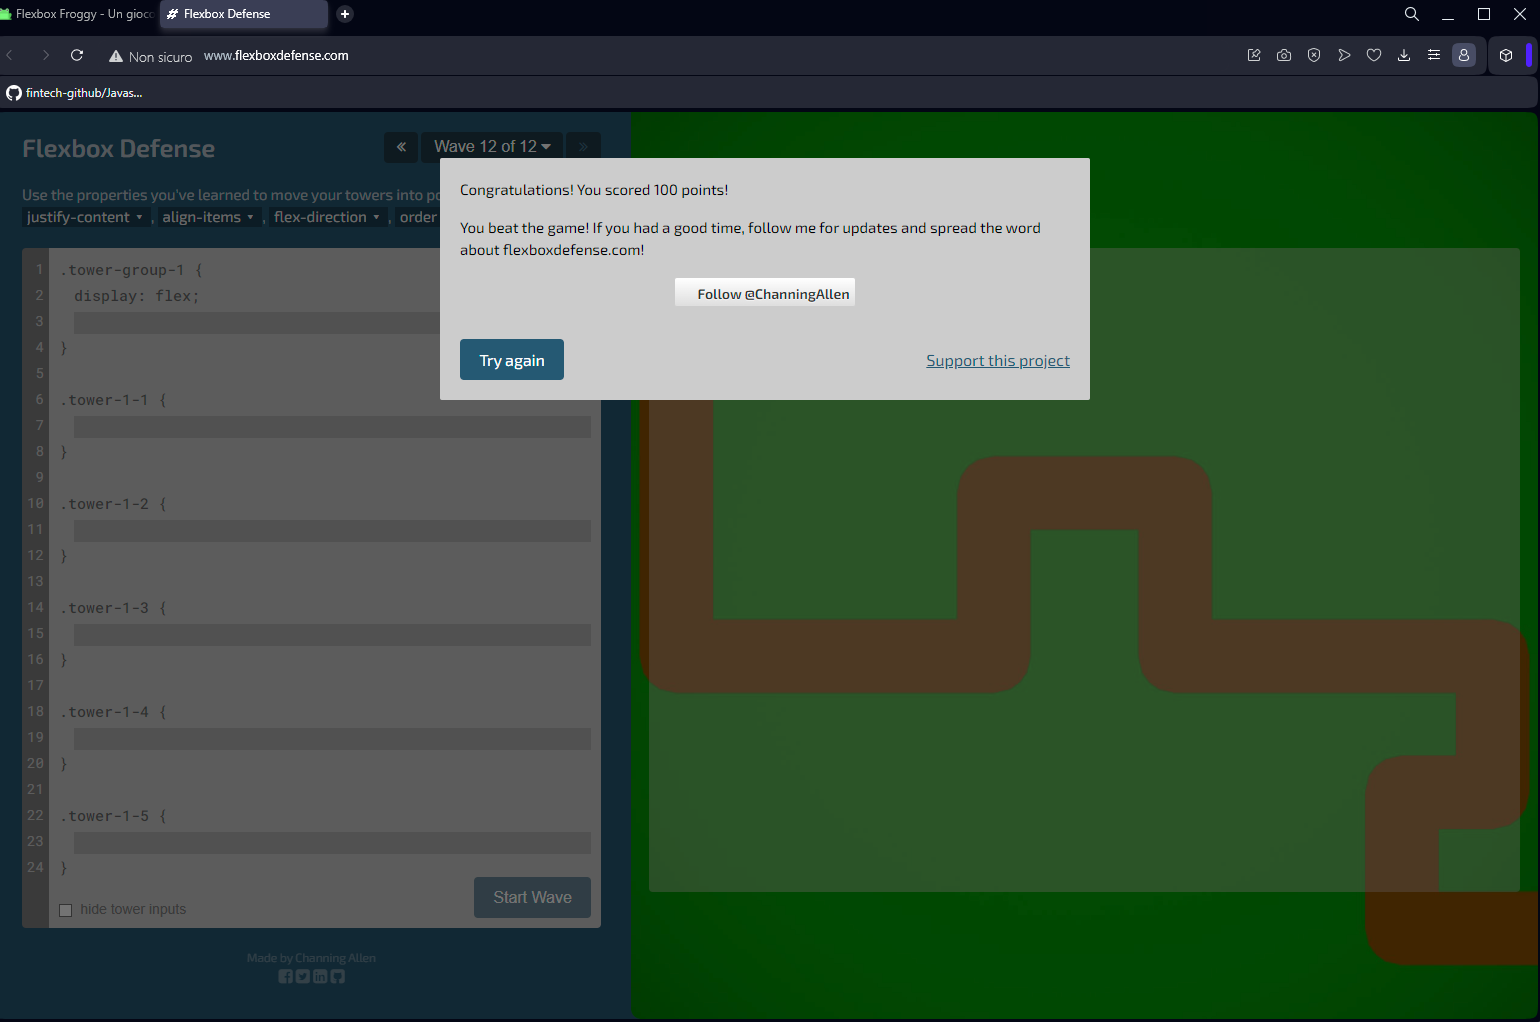 Flexbox Froggy - Un gioco
Flexbox Defense
Non sicuro www.flexboxdefense.com
fintech-github/Javas...
Flexbox Defense
« Wave 12 of 12 »
Use the properties you've learned to move your towers into po
justify-content , align-items , flex-direction , order
Congratulations! You scored 100 points!
You beat the game! If you had a good time, follow me for updates and spread the word
about flexboxdefense.com!
Follow @ChanningAllen
Try again
Support this project
1 .tower-group-1 {
2 display: flex;
3
4 }
5
6 .tower-1-1 {
7
8 }
9
10 .tower-1-2 {
11
12 }
13
14 .tower-1-3 {
15
16 }
17
18 .tower-1-4 {
19
20 }
21
22 .tower-1-5 {
23
24 }
hide tower inputs
Start Wave
Made by Channing Allen